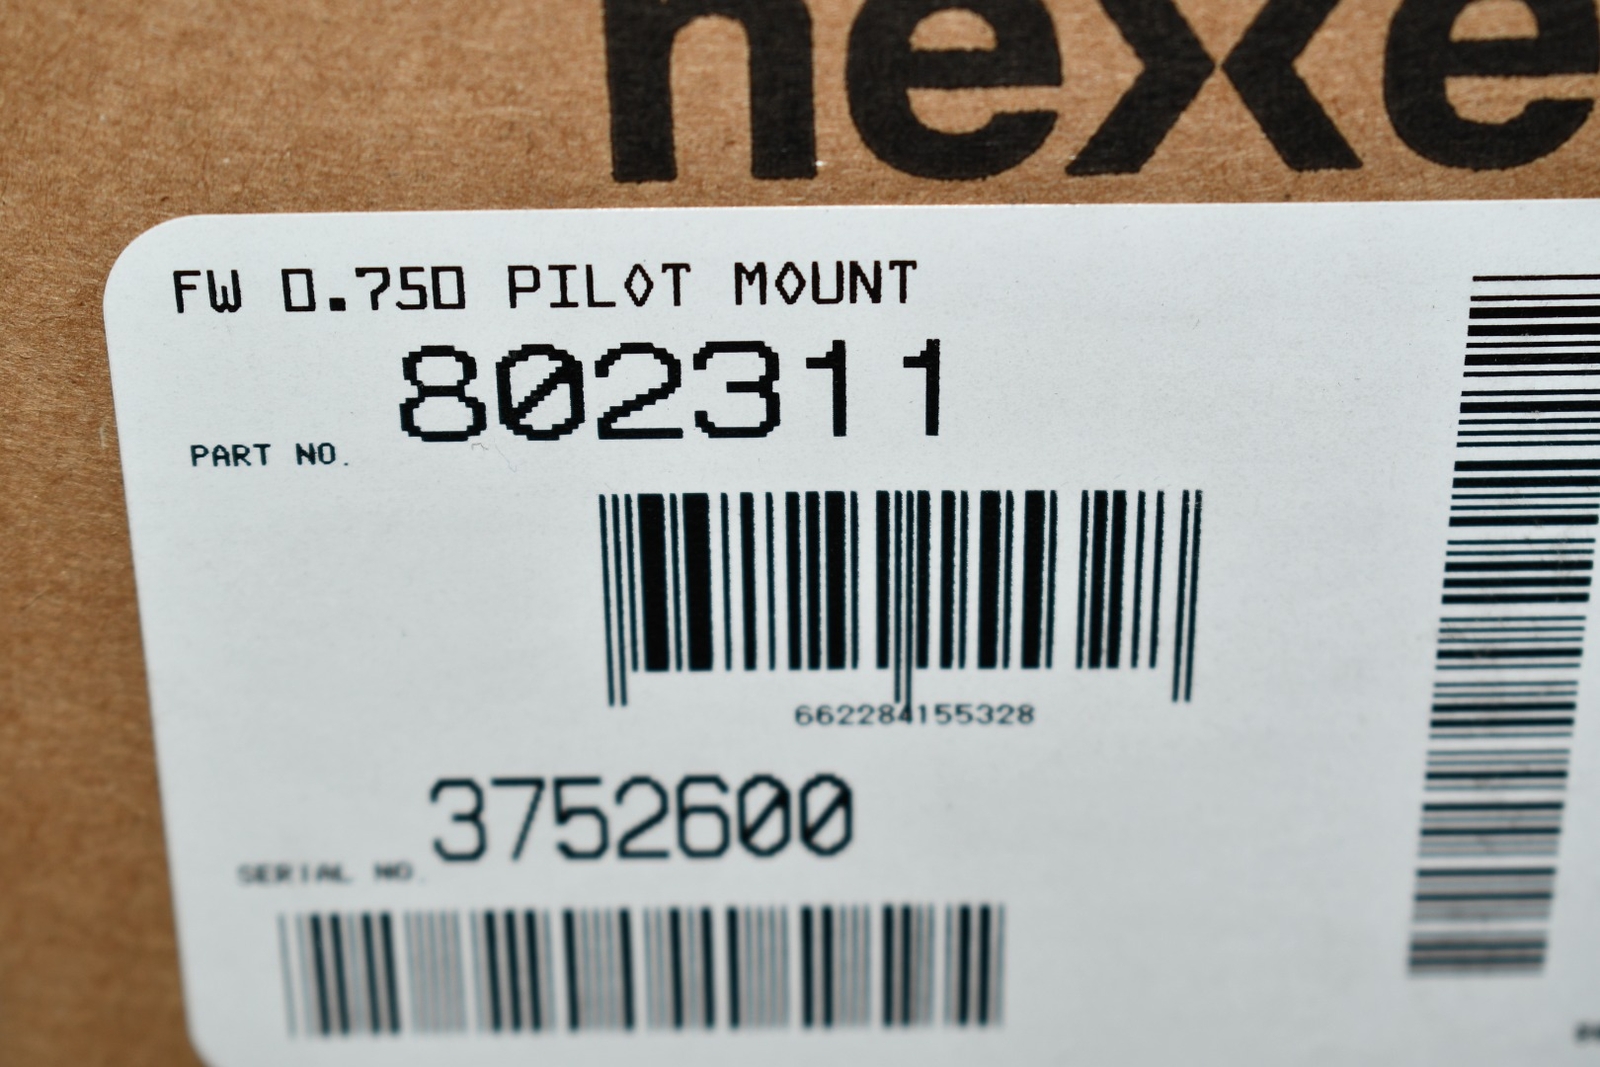 nexe
FW 0.750 PILOT MOUNT
802311
PART NO.
662284155328
3752600
SERIAL NO.